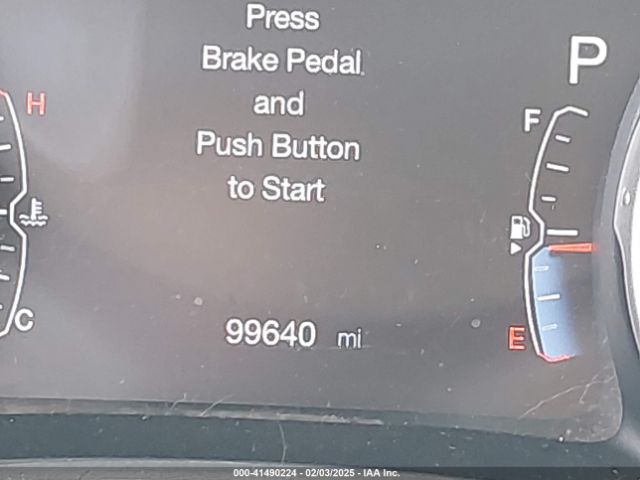 Press
Brake Pedal
and
Push Button
to Start
P
H
F
C
99640 mi
E
000-41490224 - 02/03/2025 - IAA Inc.